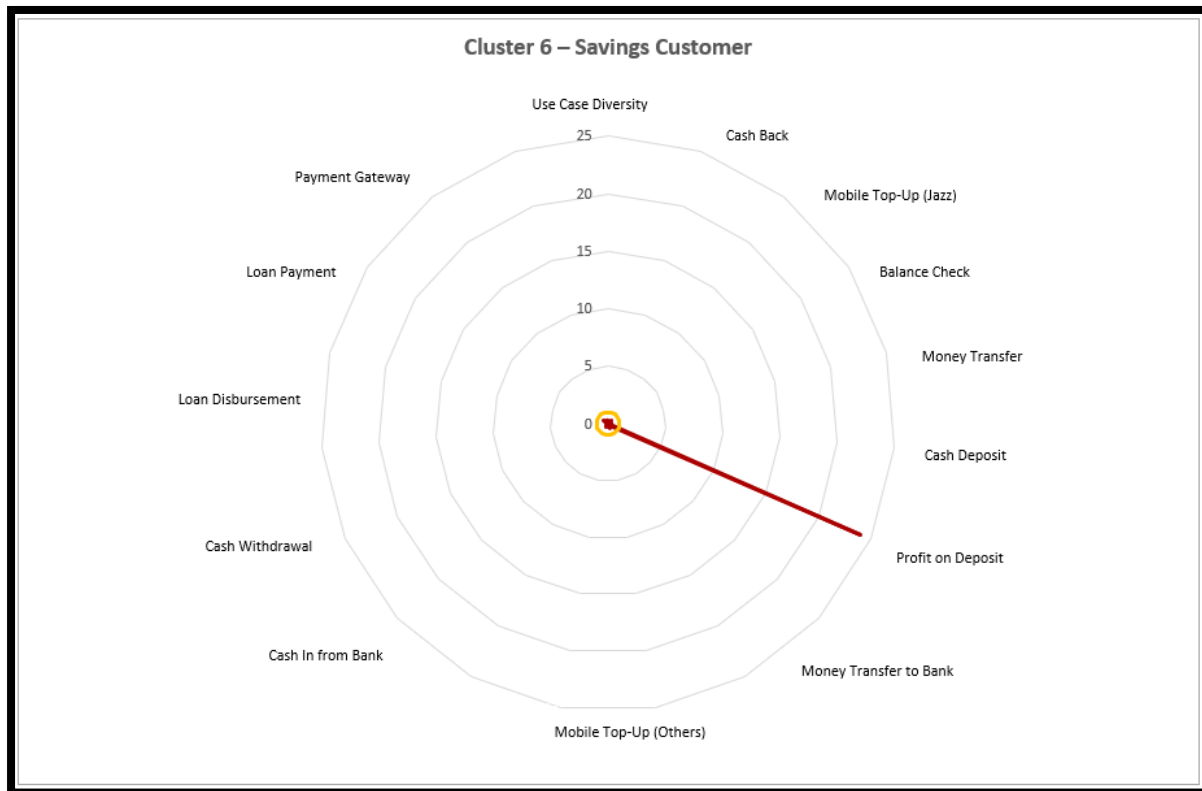 Cluster 6 – Savings Customer
Use Case Diversity
Cash Back
Mobile Top-Up (Jazz)
Balance Check
Money Transfer
Cash Deposit
Profit on Deposit
Money Transfer to Bank
Mobile Top-Up (Others)
Cash In from Bank
Cash Withdrawal
Loan Disbursement
Loan Payment
Payment Gateway
25
20
15
10
5
0